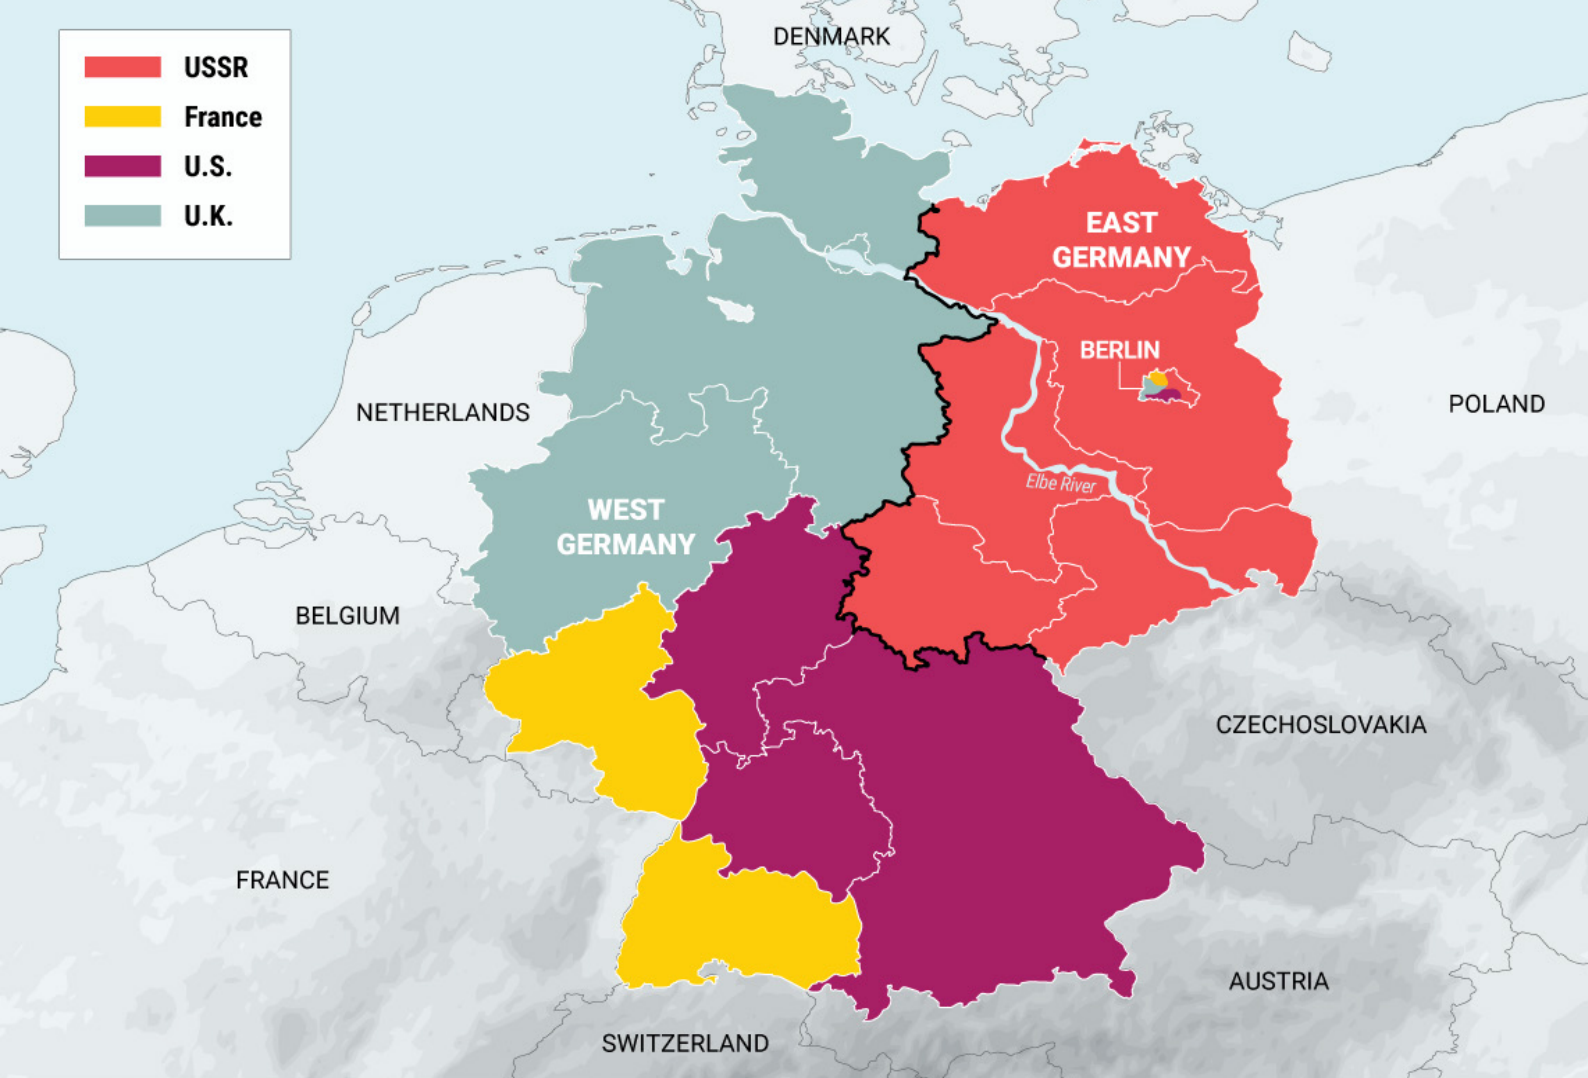 DENMARK
USSR
France
U.S.
U.K.
EAST
GERMANY
BERLIN
NETHERLANDS
POLAND
Elbe River
WEST
GERMANY
BELGIUM
CZECHOSLOVAKIA
FRANCE
AUSTRIA
SWITZERLAND